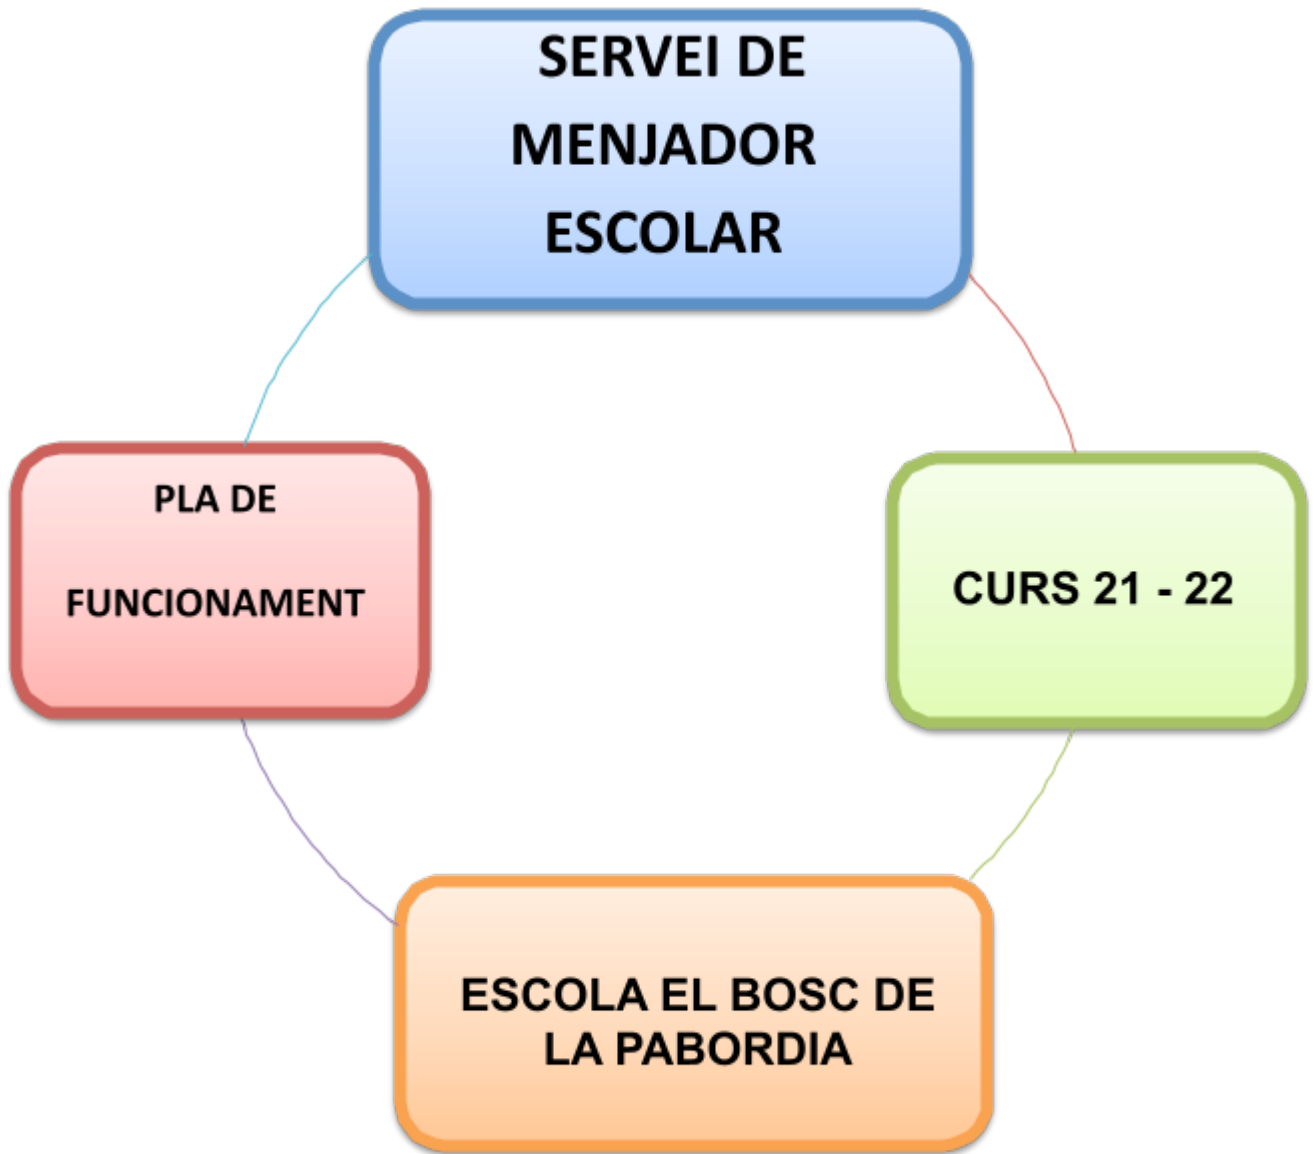 SERVEI DE
MENJADOR
ESCOLAR
PLA DE
FUNCIONAMENT
CURS 21 - 22
ESCOLA EL BOSC DE
LA PABORDIA